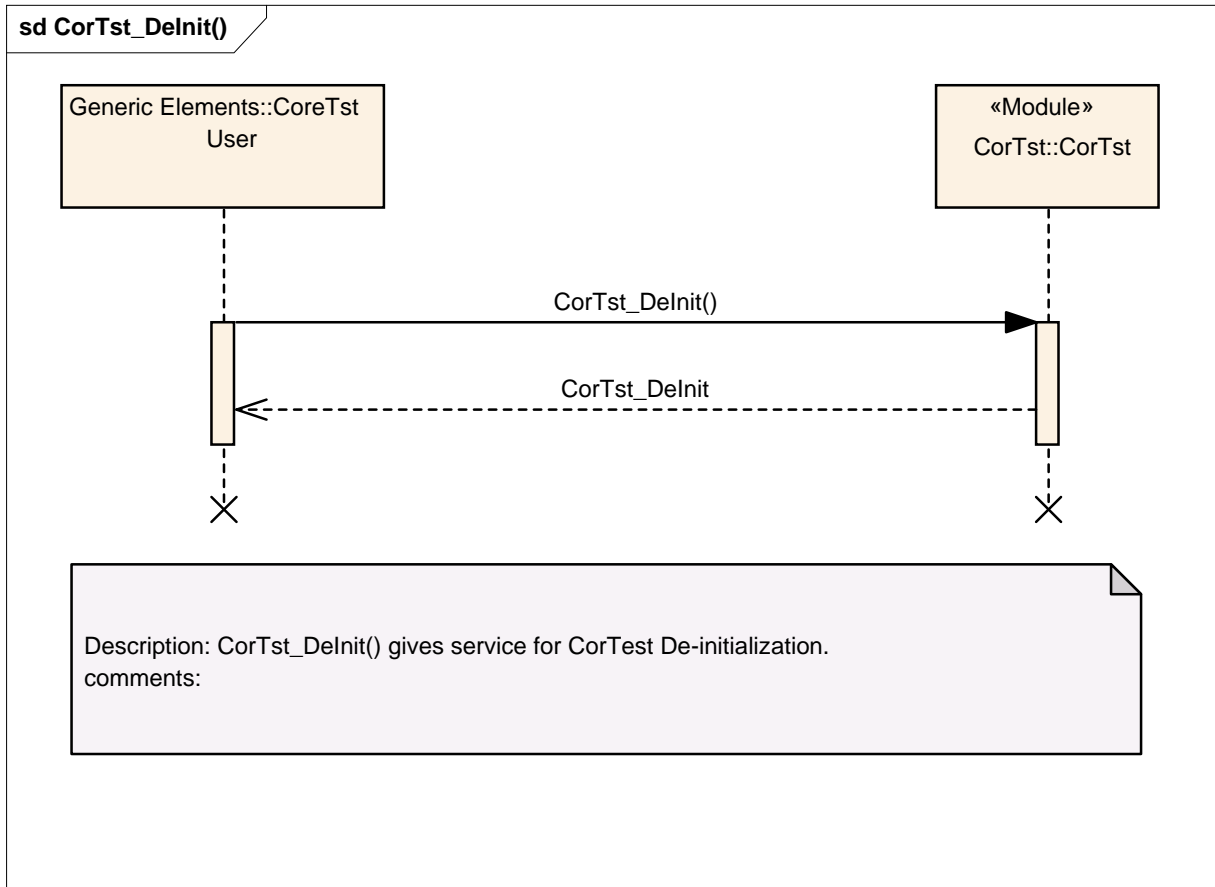 sd CorTst_DeInit()
Generic Elements::CoreTst
User
«Module»
CorTst::CorTst
CorTst_DeInit()
CorTst_DeInit
Description: CorTst_DeInit() gives service for CorTest De-initialization.
comments: